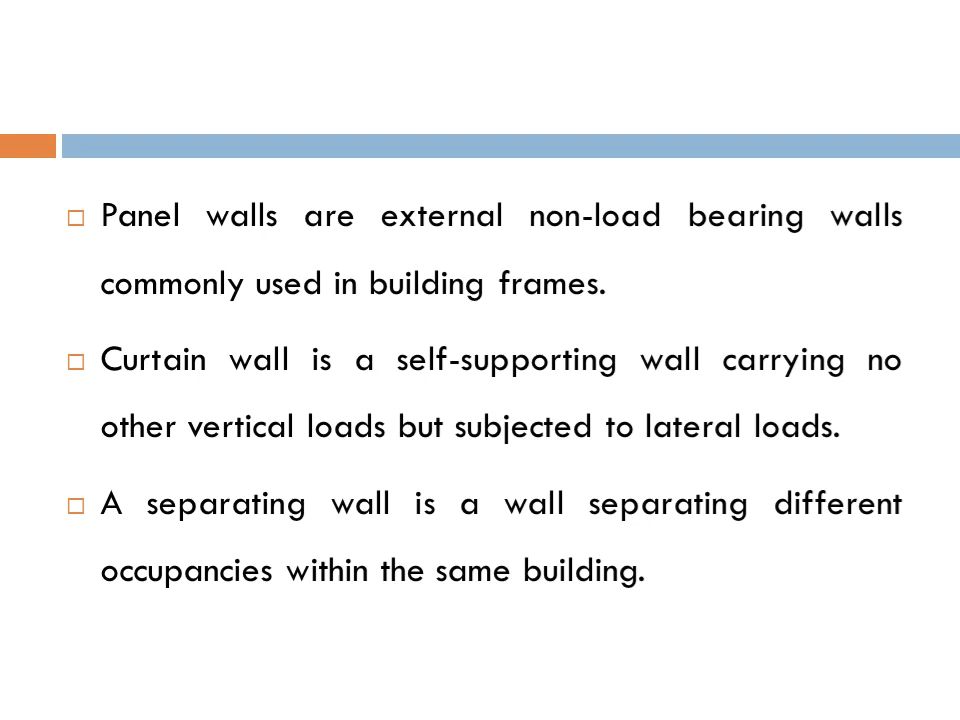 Panel walls are external non-load bearing walls
commonly used in building frames.
Curtain wall is a self-supporting wall carrying no
other vertical loads but subjected to lateral loads.
A separating wall is a wall separating different
occupancies within the same building.